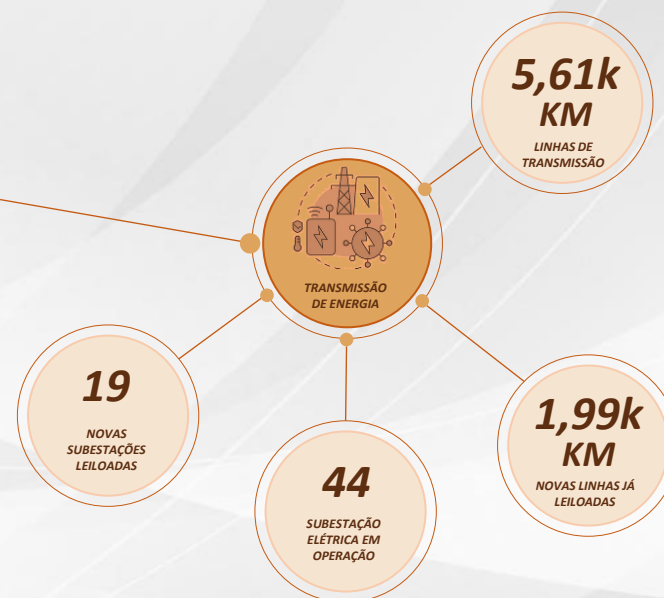 5,61k
KM
LINHAS DE
TRANSMISSÃO
TRANSMISSÃO
DE ENERGIA
19
NOVAS
SUBESTAÇÕES
LEILOADAS
44
SUBESTAÇÃO
ELÉTRICA EM
OPERAÇÃO
1,99k
KM
NOVAS LINHAS JÁ
LEILOADAS